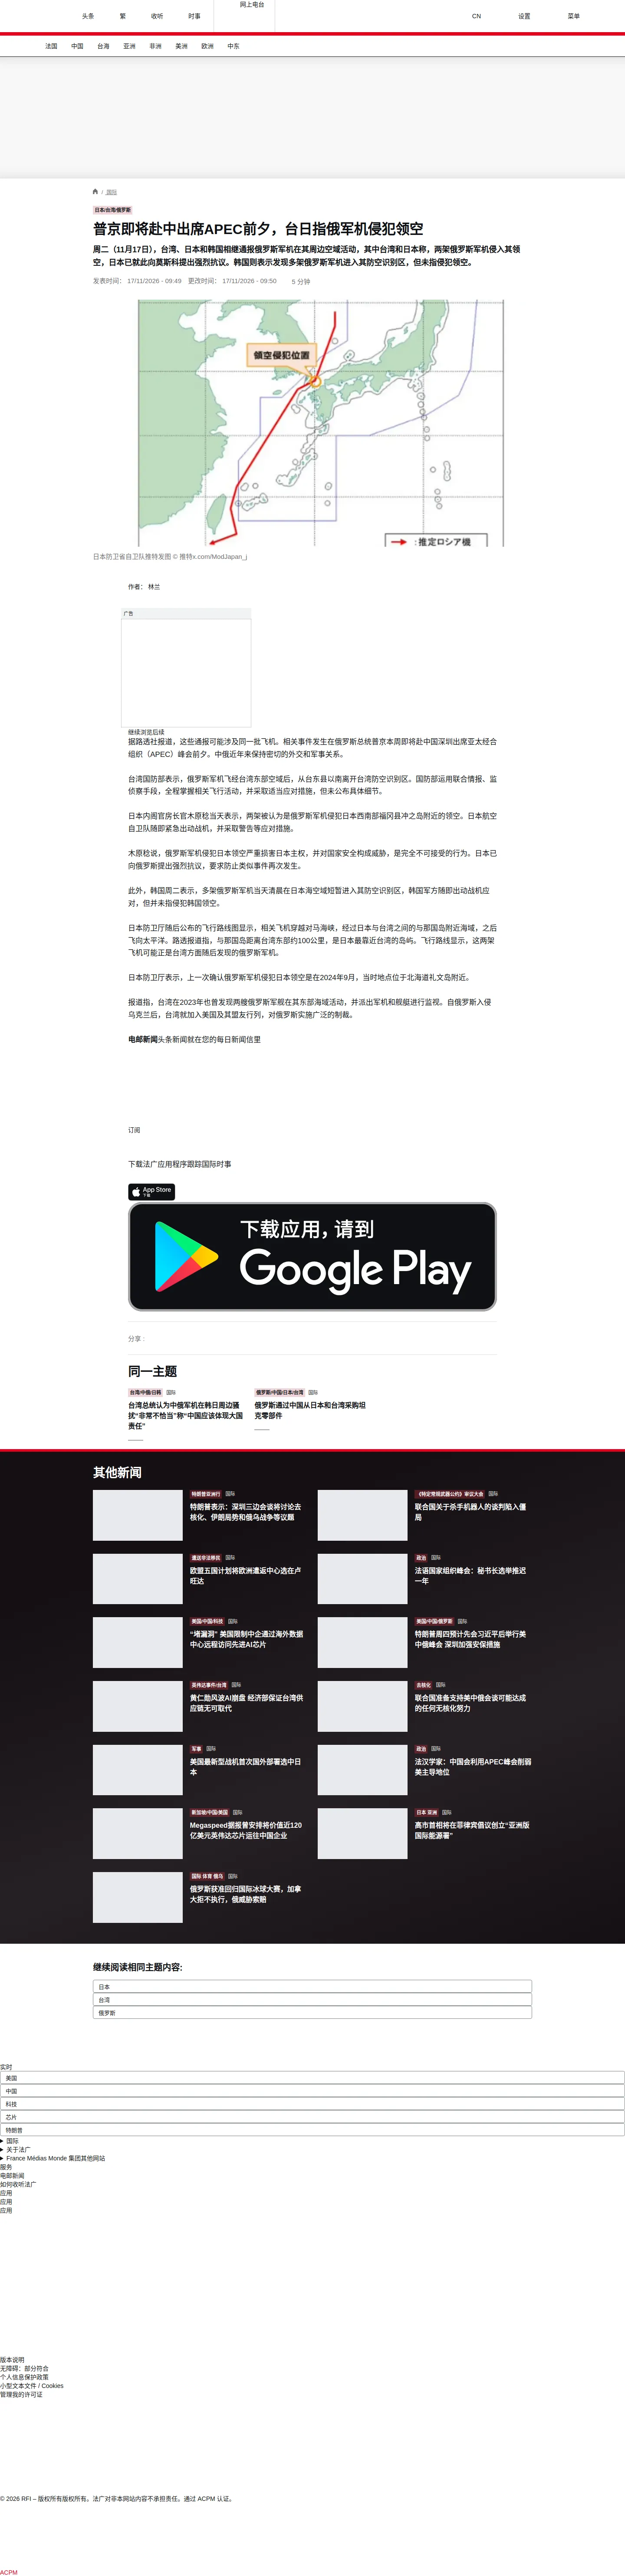 头条
繁
收听
时事
网上电台
CN
设置
菜单
法国
中国
台海
亚洲
非洲
美洲
欧洲
中东
/ 国际
日本/台湾/俄罗斯
普京即将赴中出席APEC前夕，台日指俄军机侵犯领空
周二（11月17日），台湾、日本和韩国相继通报俄罗斯军机在其周边空域活动，其中台湾和日本称，两架俄罗斯军机侵入其领
空，日本已就此向莫斯科提出强烈抗议。韩国则表示发现多架俄罗斯军机进入其防空识别区，但未指侵犯领空。
发表时间： 17/11/2026 - 09:49 更改时间： 17/11/2026 - 09:50
5 分钟
領空侵犯位置
：推定ロシア機
日本防卫省自卫队推特发图 © 推特x.com/ModJapan_j
作者： 林兰
广告
继续浏览后续
据路透社报道，这些通报可能涉及同一批飞机。相关事件发生在俄罗斯总统普京本周即将赴中国深圳出席亚太经合
组织（APEC）峰会前夕。中俄近年来保持密切的外交和军事关系。
台湾国防部表示，俄罗斯军机飞经台湾东部空域后，从台东县以南离开台湾防空识别区。国防部运用联合情报、监
侦察手段，全程掌握相关飞行活动，并采取适当应对措施，但未公布具体细节。
日本内阁官房长官木原稔当天表示，两架被认为是俄罗斯军机侵犯日本西南部福冈县冲之岛附近的领空。日本航空
自卫队随即紧急出动战机，并采取警告等应对措施。
木原稔说，俄罗斯军机侵犯日本领空严重损害日本主权，并对国家安全构成威胁，是完全不可接受的行为。日本已
向俄罗斯提出强烈抗议，要求防止类似事件再次发生。
此外，韩国周二表示，多架俄罗斯军机当天清晨在日本海空域短暂进入其防空识别区，韩国军方随即出动战机应
对，但并未指侵犯韩国领空。
日本防卫厅随后公布的飞行路线图显示，相关飞机穿越对马海峡，经过日本与台湾之间的与那国岛附近海域，之后
飞向太平洋。路透报道指，与那国岛距离台湾东部约100公里，是日本最靠近台湾的岛屿。飞行路线显示，这两架
飞机可能正是台湾方面随后发现的俄罗斯军机。
日本防卫厅表示，上一次确认俄罗斯军机侵犯日本领空是在2024年9月，当时地点位于北海道礼文岛附近。
报道指，台湾在2023年也曾发现两艘俄罗斯军舰在其东部海域活动，并派出军机和舰艇进行监视。自俄罗斯入侵
乌克兰后，台湾就加入美国及其盟友行列，对俄罗斯实施广泛的制裁。
电邮新闻头条新闻就在您的每日新闻信里
订阅
下载法广应用程序跟踪国际时事
App Store
下载
下载应用，请到
Google Play
分享 :
同一主题
台湾/中俄/日韩 国际
台湾总统认为中俄军机在韩日周边骚
扰“非常不恰当”称“中国应该体现大国
责任”
俄罗斯/中国/日本/台湾 国际
俄罗斯通过中国从日本和台湾采购坦
克零部件
其他新闻
特朗普亚洲行 国际
特朗普表示：深圳三边会谈将讨论去
核化、伊朗局势和俄乌战争等议题
《特定常规武器公约》审议大会 国际
联合国关于杀手机器人的谈判陷入僵
局
遣送非法移民 国际
欧盟五国计划将欧洲遣返中心选在卢
旺达
政治 国际
法语国家组织峰会：秘书长选举推迟
一年
美国/中国/科技 国际
“堵漏洞” 美国限制中企通过海外数据
中心远程访问先进AI芯片
美国/中国/俄罗斯 国际
特朗普周四预计先会习近平后举行美
中俄峰会 深圳加强安保措施
英伟达事件/台湾 国际
黄仁勋风波AI崩盘 经济部保证台湾供
应链无可取代
去核化 国际
联合国准备支持美中俄会谈可能达成
的任何无核化努力
军事 国际
美国最新型战机首次国外部署选中日
本
政治 国际
法汉学家：中国会利用APEC峰会削弱
美主导地位
新加坡/中国/美国 国际
Megaspeed据报曾安排将价值近120
亿美元英伟达芯片运往中国企业
日本 亚洲 国际
高市首相将在菲律宾倡议创立“亚洲版
国际能源署”
国际 体育 俄乌 国际
俄罗斯获准回归国际冰球大赛，加拿
大拒不执行，俄威胁索赔
继续阅读相同主题内容:
日本
台湾
俄罗斯
实时
美国
中国
科技
芯片
特朗普
国际
关于法广
France Médias Monde 集团其他网站
服务
电邮新闻
如何收听法广
应用
应用
应用
版本说明
无障碍：部分符合
个人信息保护政策
小型文本文件 / Cookies
管理我的许可证
© 2026 RFI – 版权所有版权所有。法广对非本网站内容不承担责任。通过 ACPM 认证。
ACPM